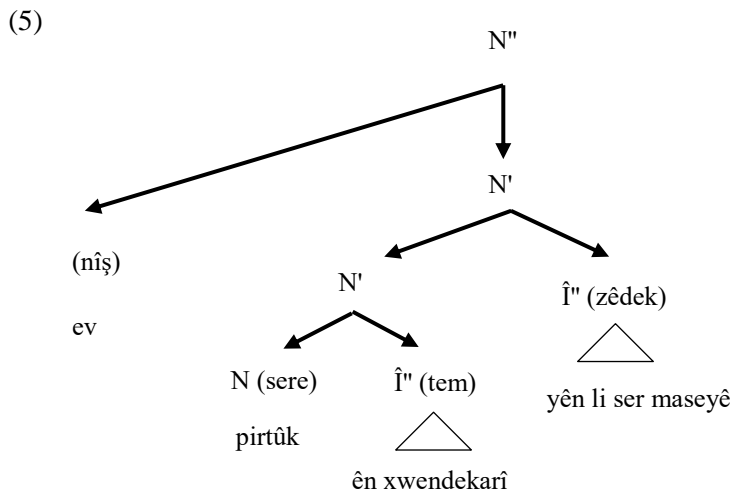 (5)
N"
N'
(nîş)
N'
Î" (zêdek)
ev
N (sere)
Î" (tem)
yên li ser maseyê
pirtûk
ên xwendekarî